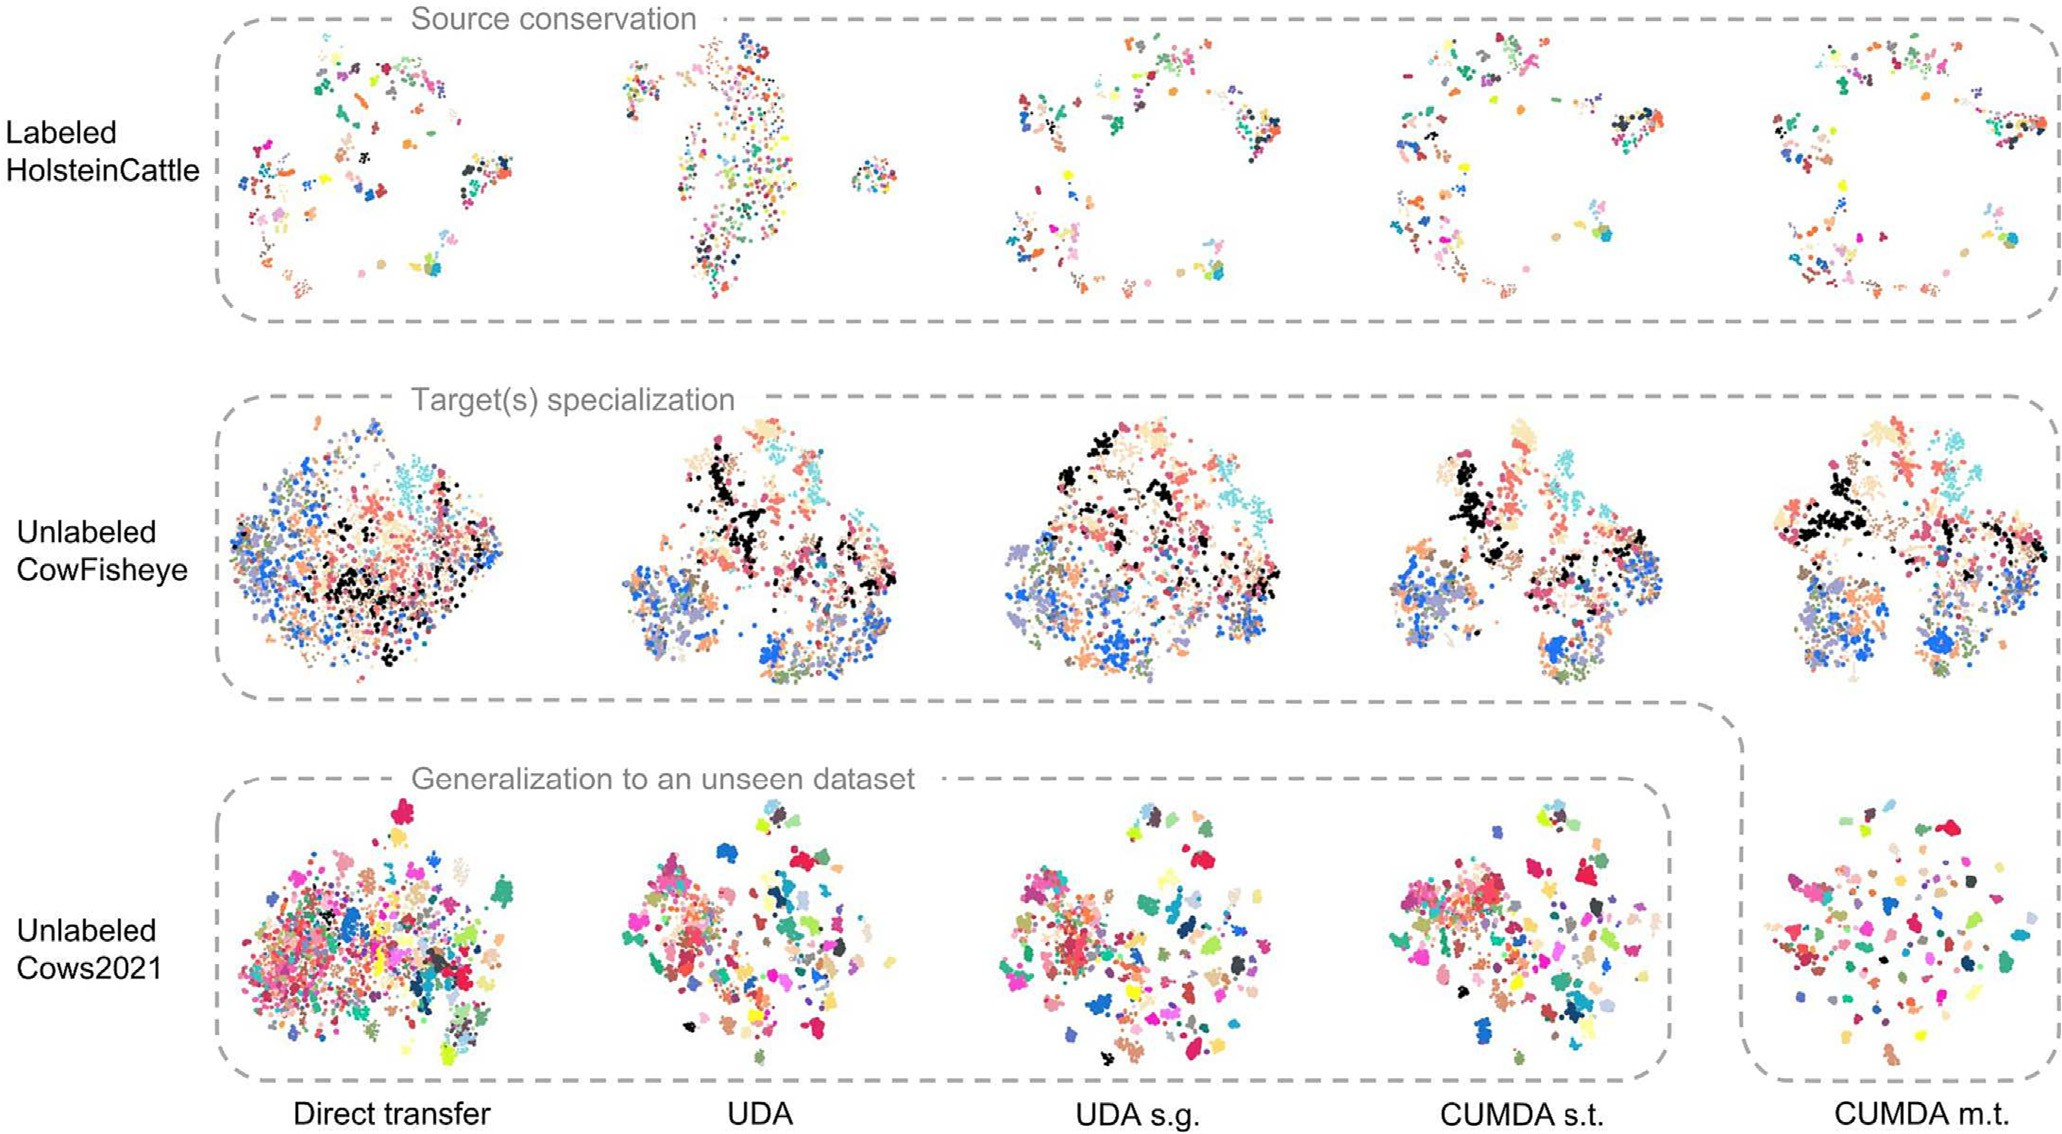 Source conservation
Labeled
HolsteinCattle
Target(s) specialization
Unlabeled
CowFisheye
Generalization to an unseen dataset
Unlabeled
Cows2021
Direct transfer
UDA
UDA s.g.
CUMDA s.t.
CUMDA m.t.